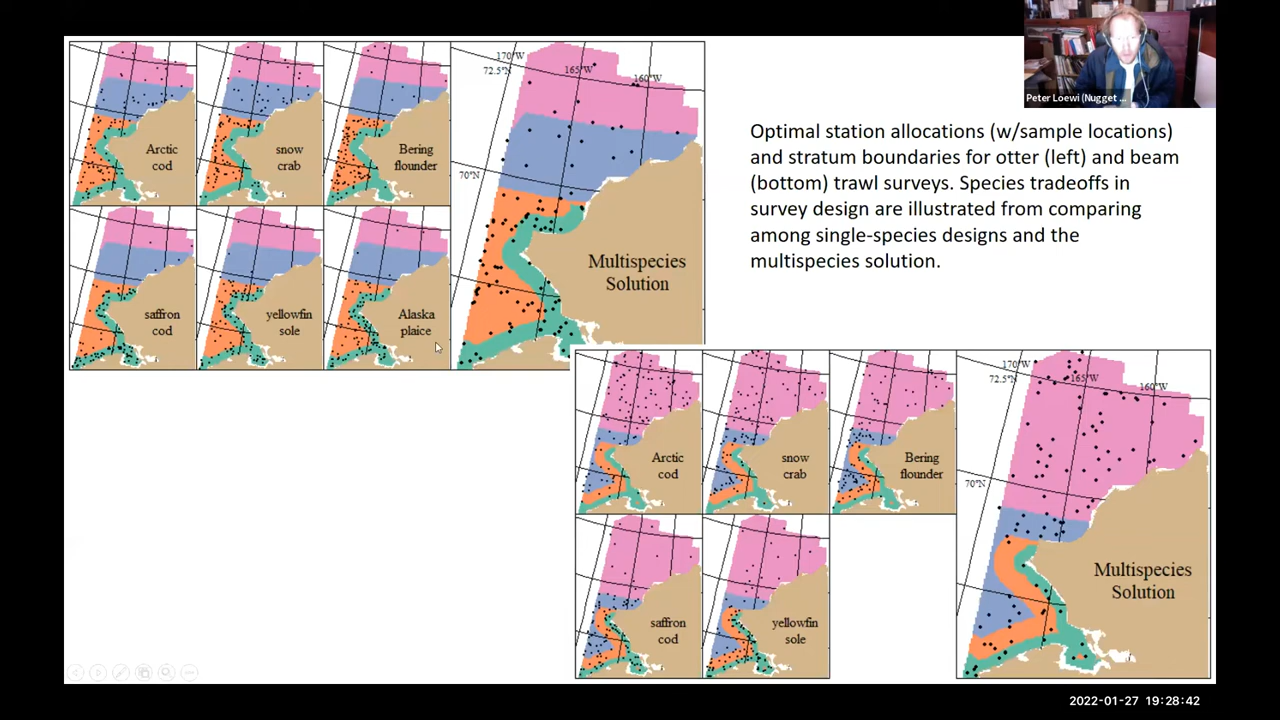 Peter Loewi (Nugget ...
170°W
72.5°N
165°W
160°W
70°N
Arctic
cod
snow
crab
Bering
flounder
saffron
cod
yellowfin
sole
Alaska
plaice
Multispecies
Solution
Optimal station allocations (w/sample locations)
and stratum boundaries for otter (left) and beam
(bottom) trawl surveys. Species tradeoffs in
survey design are illustrated from comparing
among single-species designs and the
multispecies solution.
170°W
72.5°N
165°W
160°W
70°N
Arctic
cod
snow
crab
Bering
flounder
saffron
cod
yellowfin
sole
Multispecies
Solution
2022-01-27 19:28:42